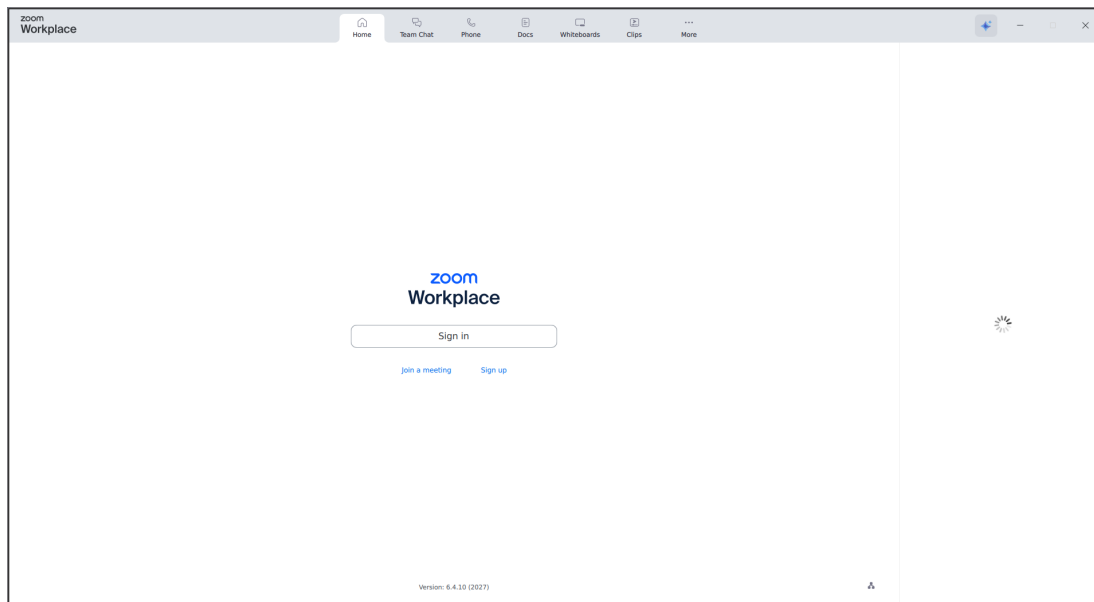 zoom
Workplace
Home
Team Chat
Phone
Docs
Whiteboards
Clips
More
zoom
Workplace
Sign in
Join a meeting
Sign up
Version: 6.4.10 (2027)